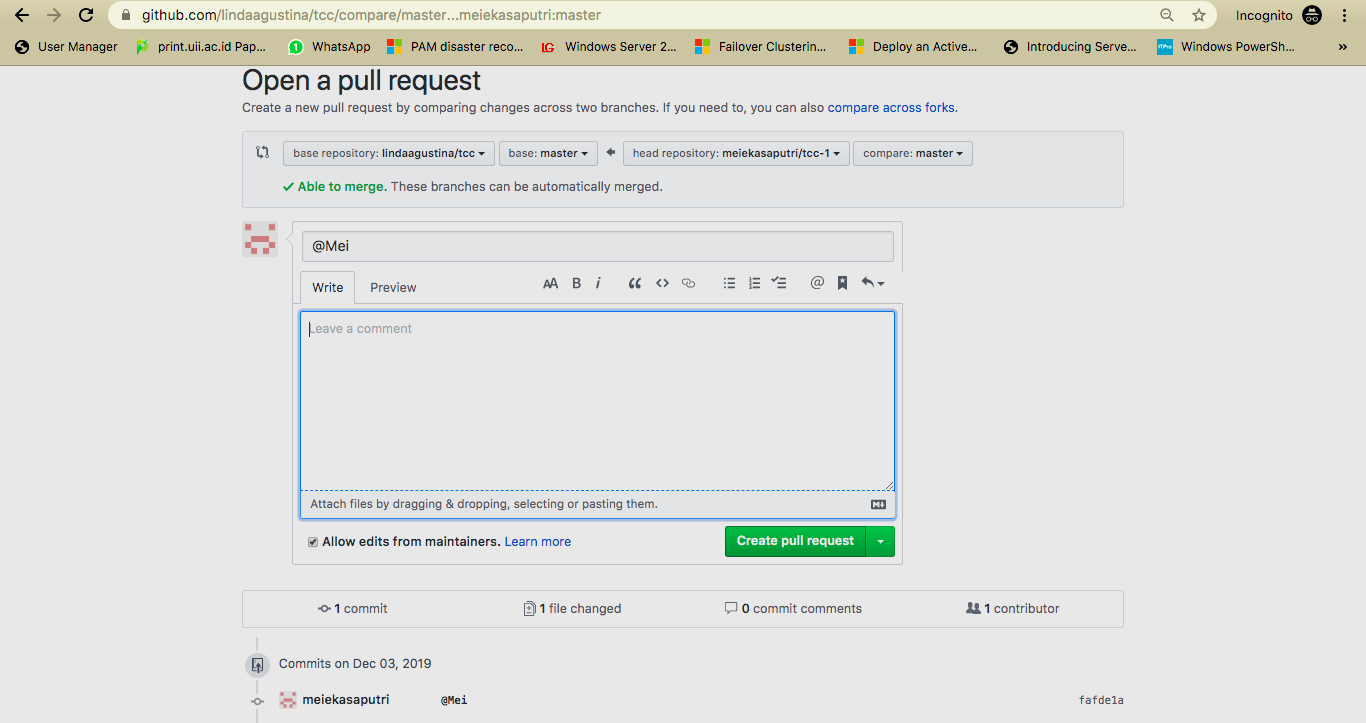 github.com/lindaagustina/tcc/compare/master...meiekasaputri:master
Incognito
User Manager
print.uii.ac.id Pap...
WhatsApp
PAM disaster reco...
Windows Server 2...
Failover Clusterin...
Deploy an Active...
Introducing Serve...
Windows PowerSh...
»
Open a pull request
Create a new pull request by comparing changes across two branches. If you need to, you can also compare across forks.
base repository: lindaagustina/tcc
base: master
head repository: meiekasaputri/tcc-1
compare: master
Able to merge. These branches can be automatically merged.
@Mei
Write
Preview
AA B i
Leave a comment
Attach files by dragging & dropping, selecting or pasting them.
Allow edits from maintainers. Learn more
Create pull request
1 commit
1 file changed
0 commit comments
1 contributor
Commits on Dec 03, 2019
meiekasaputri
@Mei
fafde1a